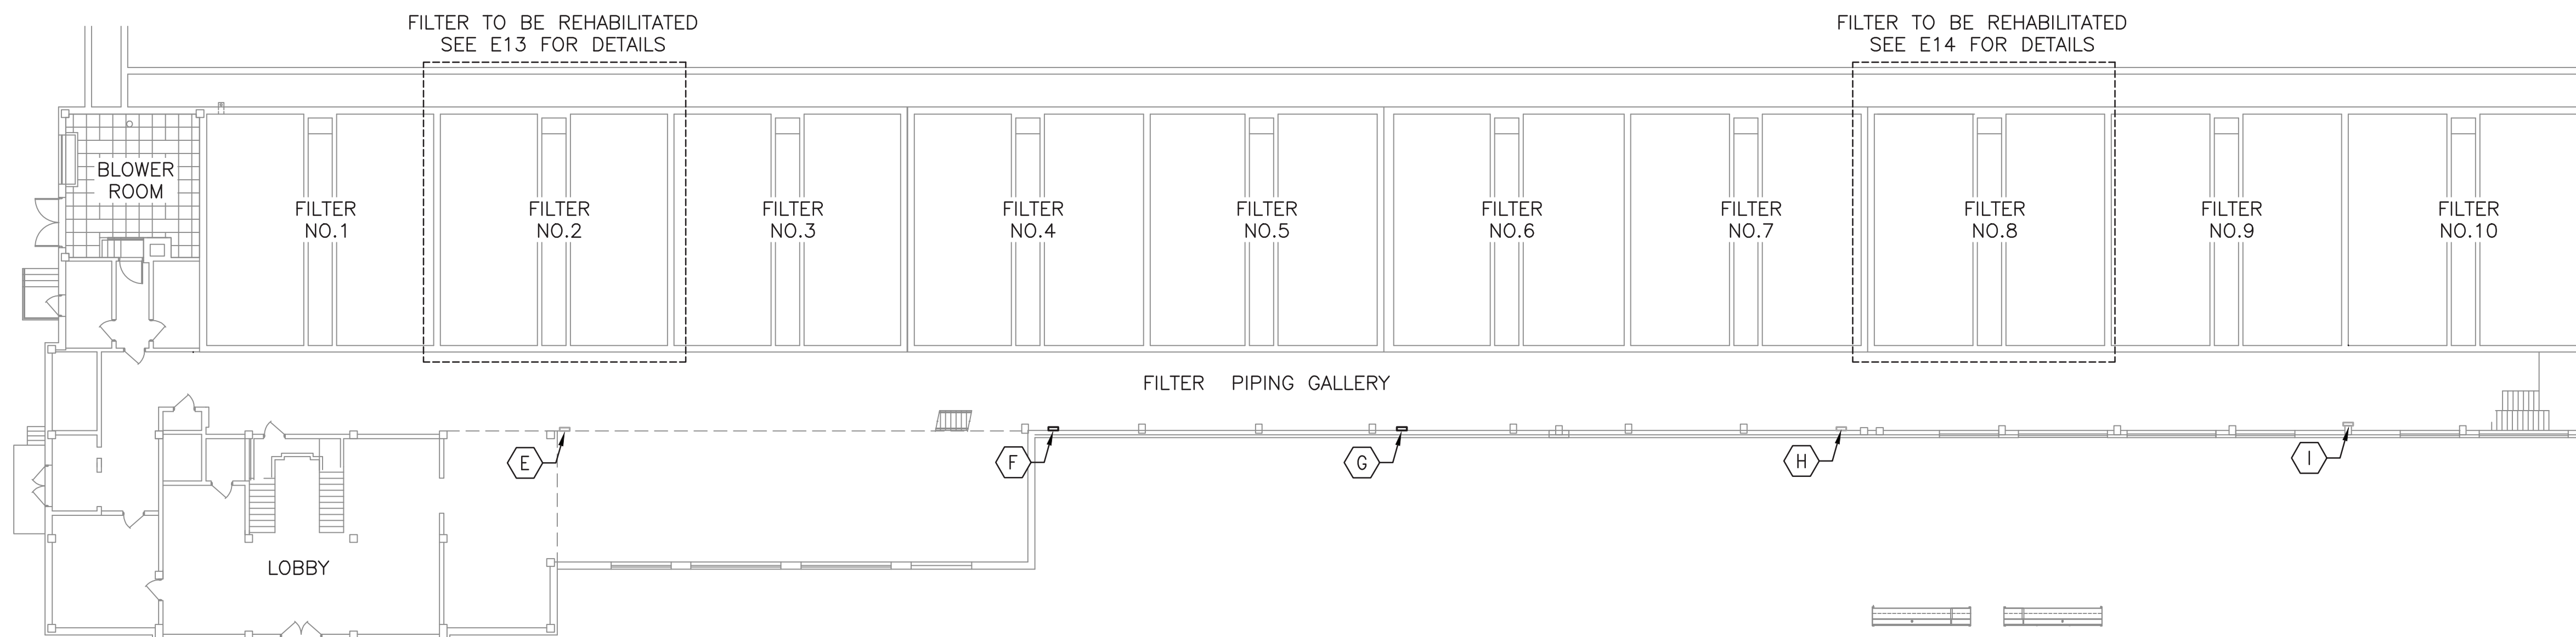 FILTER TO BE REHABILITATED
SEE E13 FOR DETAILS
FILTER TO BE REHABILITATED
SEE E14 FOR DETAILS
BLOWER
ROOM
FILTER
NO.1
FILTER
NO.2
FILTER
NO.3
FILTER
NO.4
FILTER
NO.5
FILTER
NO.6
FILTER
NO.7
FILTER
NO.8
FILTER
NO.9
FILTER
NO.10
FILTER PIPING GALLERY
E
F
G
H
I
LOBBY